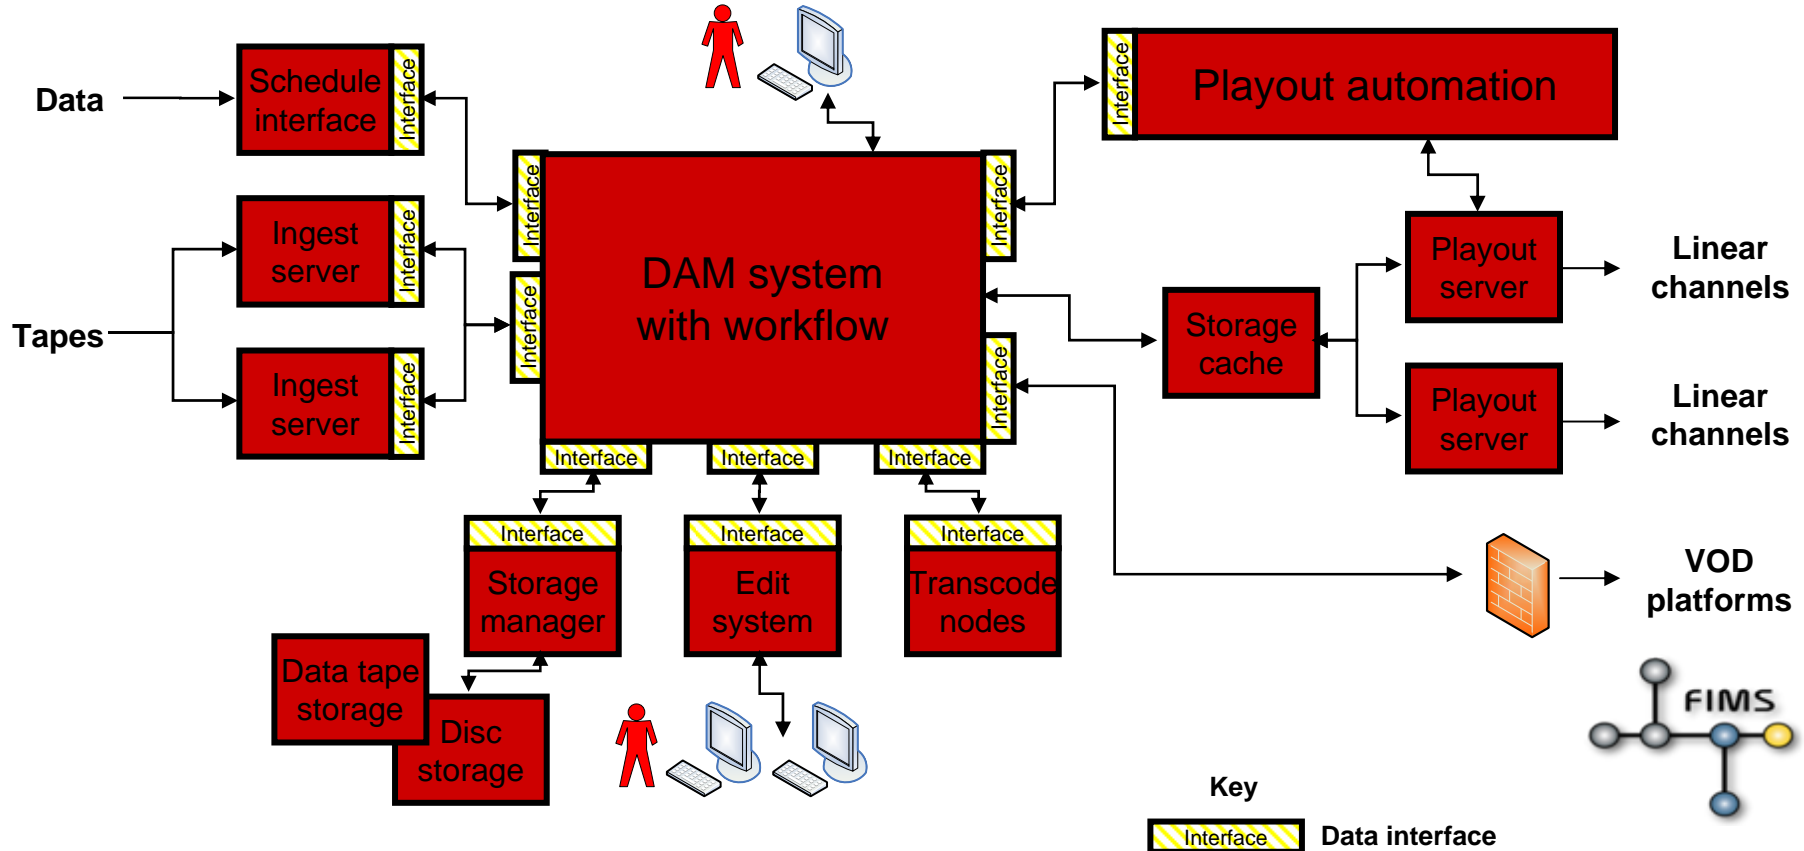 Data
Schedule
interface
Interface
Interface
Playout automation
Interface
Interface
Tapes
Ingest
server
Interface
Ingest
server
Interface
Interface
DAM system
with workflow
Interface
Storage
cache
Playout
server
Linear
channels
Playout
server
Linear
channels
Interface
Interface
Interface
Interface
Storage
manager
Interface
Edit
system
Interface
Transcode
nodes
VOD
platforms
Data tape
storage
Disc
storage
FIMS
Key
Interface
Data interface